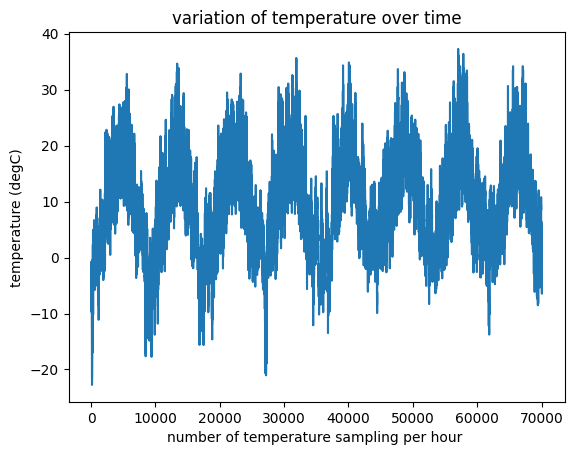 variation of temperature over time
40
30
20
10
0
−10
−20
temperature (degC)
0 10000 20000 30000 40000 50000 60000 70000
number of temperature sampling per hour